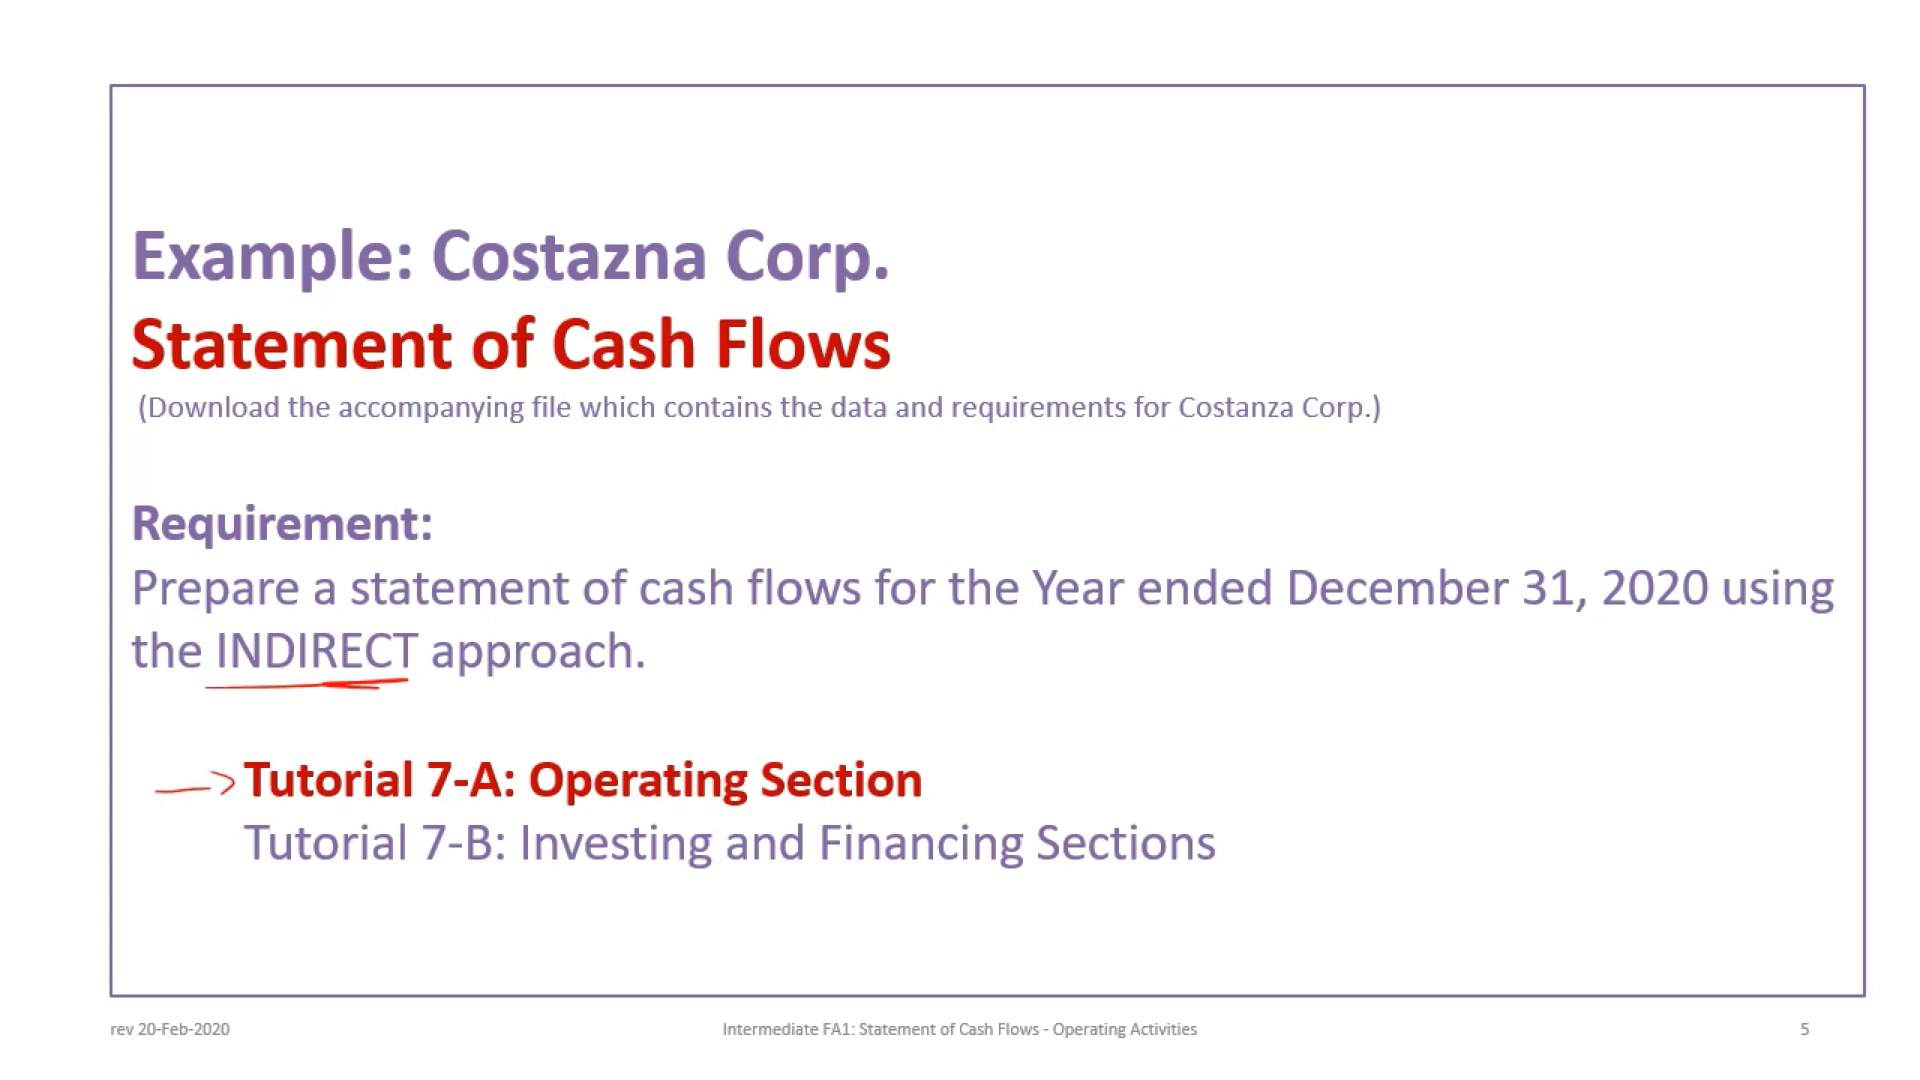 Example: Costazna Corp.
Statement of Cash Flows
(Download the accompanying file which contains the data and requirements for Costanza Corp.)
Requirement:
Prepare a statement of cash flows for the Year ended December 31, 2020 using
the INDIRECT approach.
Tutorial 7-A: Operating Section
Tutorial 7-B: Investing and Financing Sections
rev 20-Feb-2020
Intermediate FA1: Statement of Cash Flows - Operating Activities
5